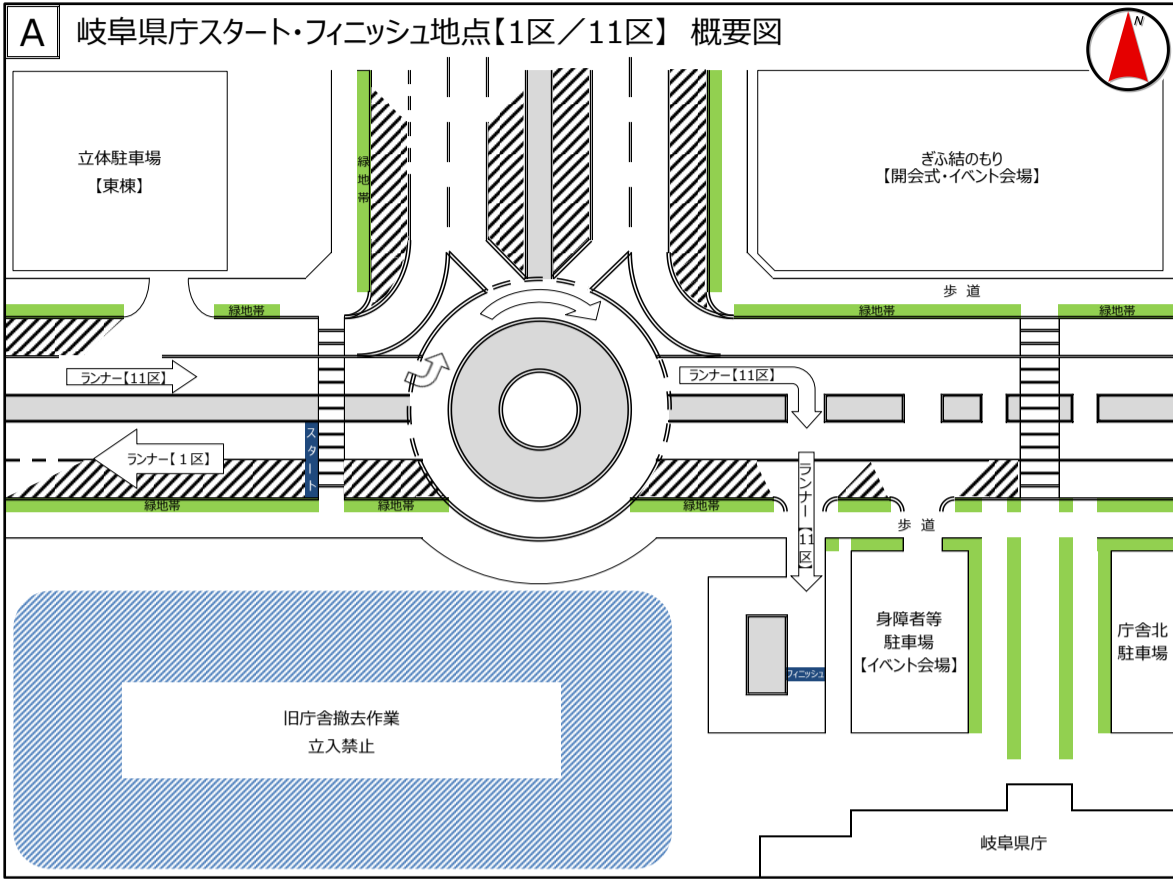 A 岐阜県庁スタート・フィニッシュ地点【1区／11区】 概要図
N
立体駐車場
【東棟】
緑地帯
ぎふ結のもり
【開会式・イベント会場】
歩 道
緑地帯
緑地帯
緑地帯
ランナー【11区】
ランナー【11区】
スタート
ランナー【１区】
ランナー【11区】
緑地帯
緑地帯
緑地帯
歩 道
身障者等
駐車場
【イベント会場】
庁舎北
駐車場
フィニッシュ
旧庁舎撤去作業
立入禁止
岐阜県庁